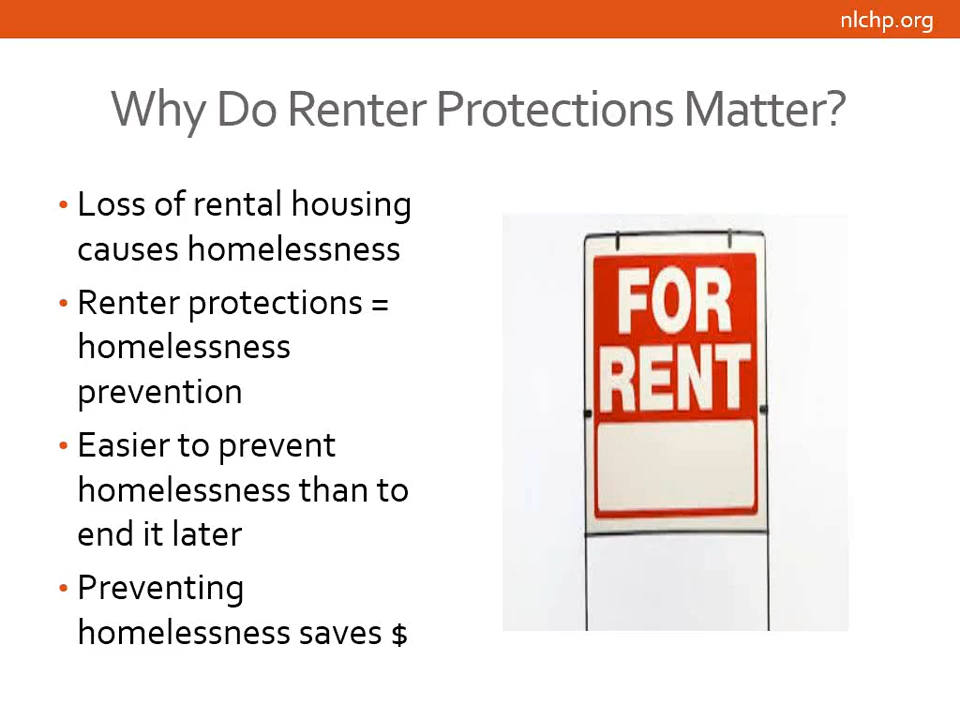 nlchp.org
Why Do Renter Protections Matter?
• Loss of rental housing
causes homelessness
• Renter protections =
homelessness
prevention
• Easier to prevent
homelessness than to
end it later
• Preventing
homelessness saves $
FOR
RENT